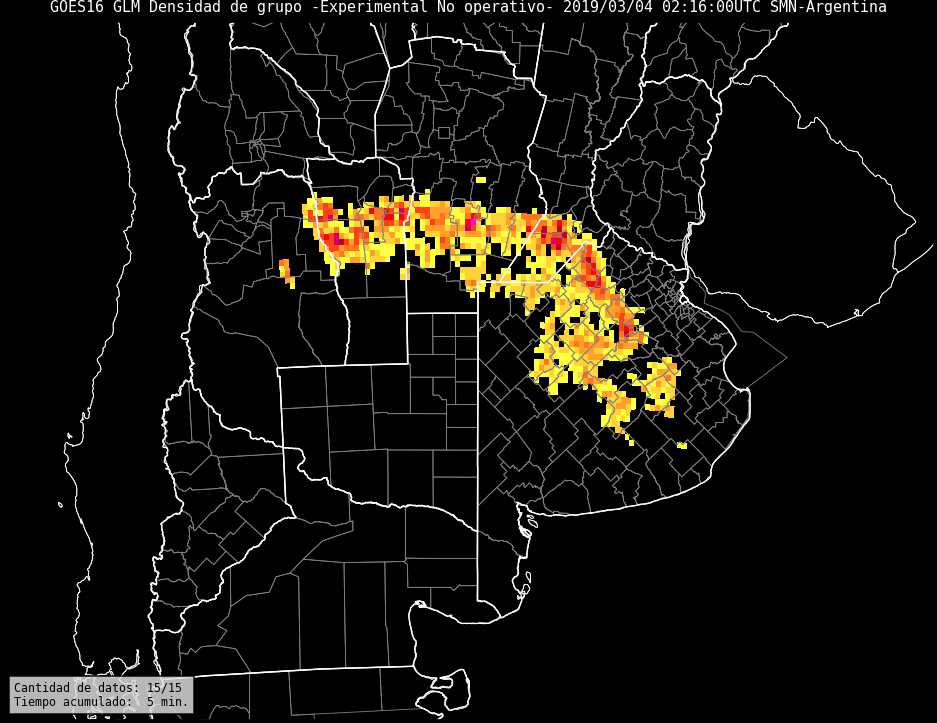 GOES16 GLM Densidad de grupo -Experimental No operativo- 2019/03/04 02:16:00UTC SMN-Argentina
Cantidad de datos: 15/15
Tiempo acumulado:  5 min.